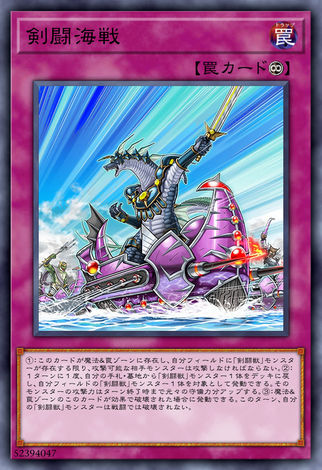 剣闘海戦
罠
トラップ
【罠カード♾】
①:このカードが魔法&罠ゾーンに存在し、自分フィールドに「剣闘獣」モンスタ
ーが存在する限り、攻撃可能な相手モンスターは攻撃しなければならない。②:
1ターンに1度、自分の手札・墓地から「剣闘獣」モンスター1体をデッキに戻
し、自分フィールドの「剣闘獣」モンスター1体を対象として発動できる。その
モンスターの攻撃力はターン終了時まで元々の守備力分アップする。③:魔法&
罠ゾーンのこのカードが効果で破壊された場合に発動できる。このターン、自分
の「剣闘獣」モンスターは戦闘では破壊されない。
52394047